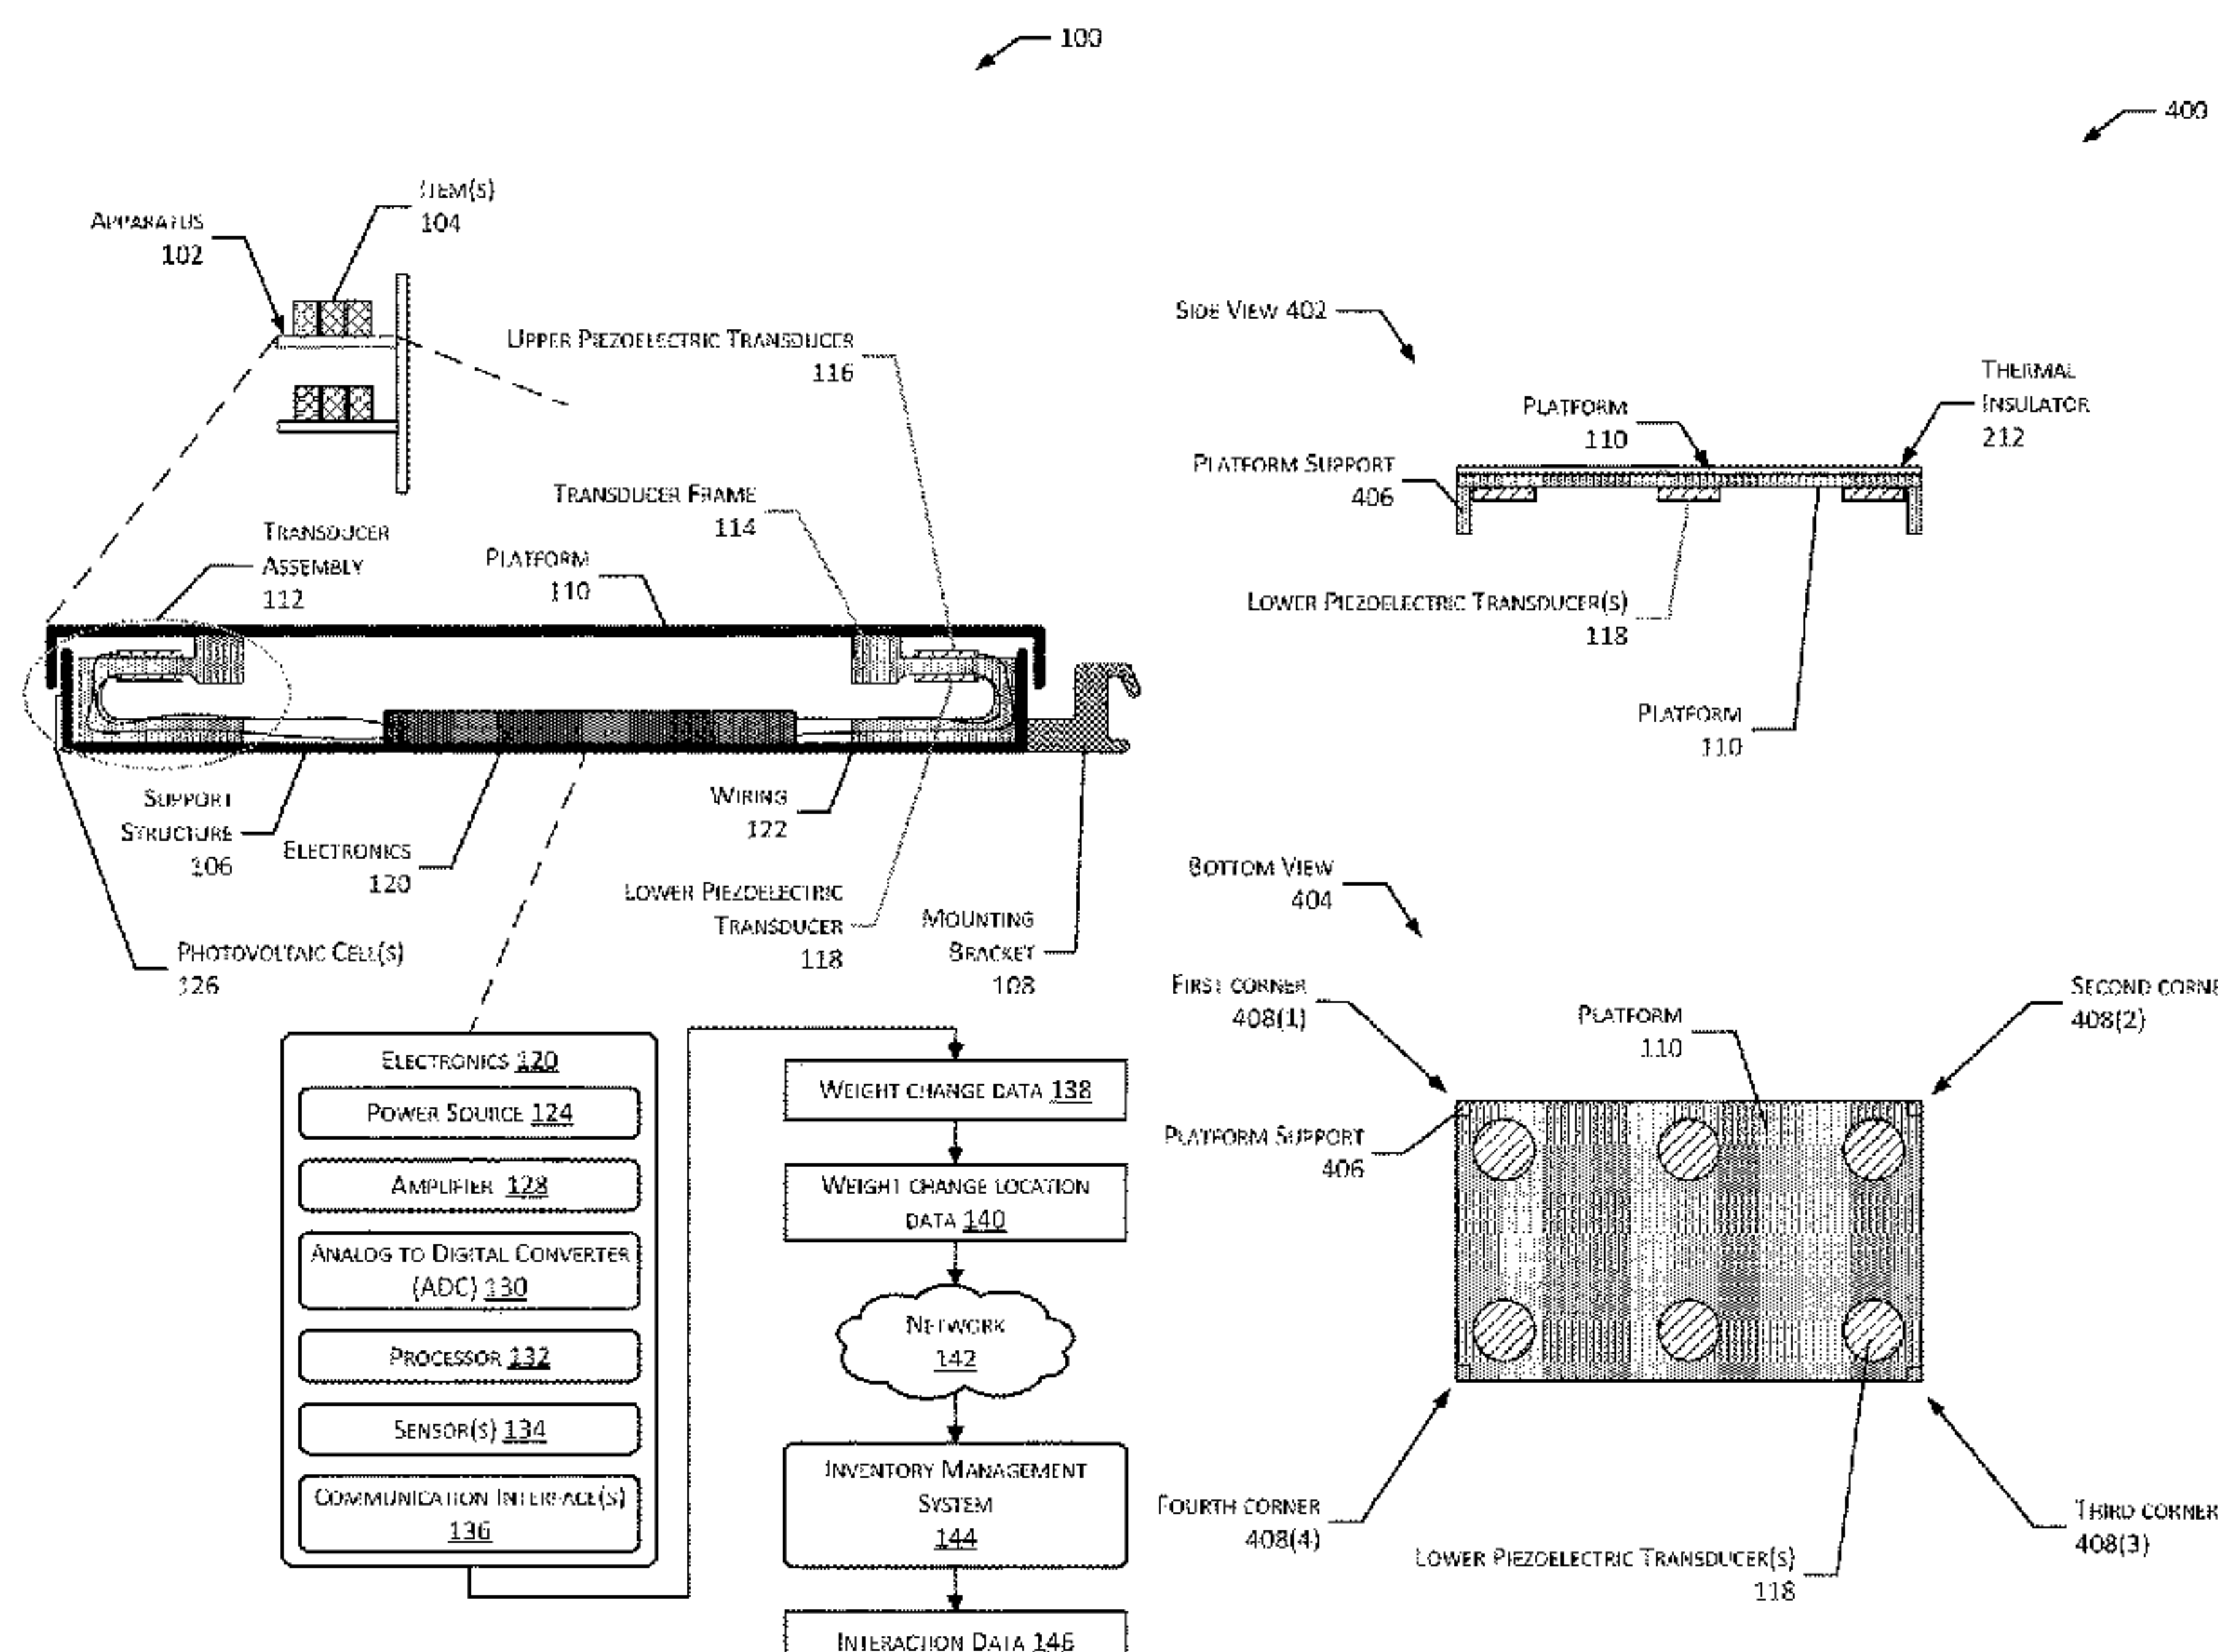 100
400
ITEM(S)
104
APPARATUS
102
UPPER PIEZOELECTRIC TRANSDUCER
116
TRANSDUCER FRAME
114
TRANSDUCER
ASSEMBLY
112
PLATFORM
110
SUPPORT
STRUCTURE
106
ELECTRONICS
120
WIRING
122
LOWER PIEZOELECTRIC
TRANSDUCER
118
MOUNTING
BRACKET
108
PHOTOVOLTAIC CELL(S)
126
ELECTRONICS 120
POWER SOURCE 124
AMPLIFIER 128
ANALOG TO DIGITAL CONVERTER
(ADC) 130
PROCESSOR 132
SENSOR(S) 134
COMMUNICATION INTERFACE(S)
136
WEIGHT CHANGE DATA 138
WEIGHT CHANGE LOCATION
DATA 140
NETWORK
142
INVENTORY MANAGEMENT
SYSTEM
144
INTERACTION DATA 146
SIDE VIEW 402
PLATFORM
110
THERMAL
INSULATOR
212
PLATFORM SUPPORT
406
LOWER PIEZOELECTRIC TRANSDUCER(S)
118
PLATFORM
110
BOTTOM VIEW
404
FIRST CORNER
408(1)
PLATFORM
110
SECOND CORNE
408(2)
PLATFORM SUPPORT
406
FOURTH CORNER
408(4)
THIRD CORNER
408(3)
LOWER PIEZOELECTRIC TRANSDUCER(S)
118